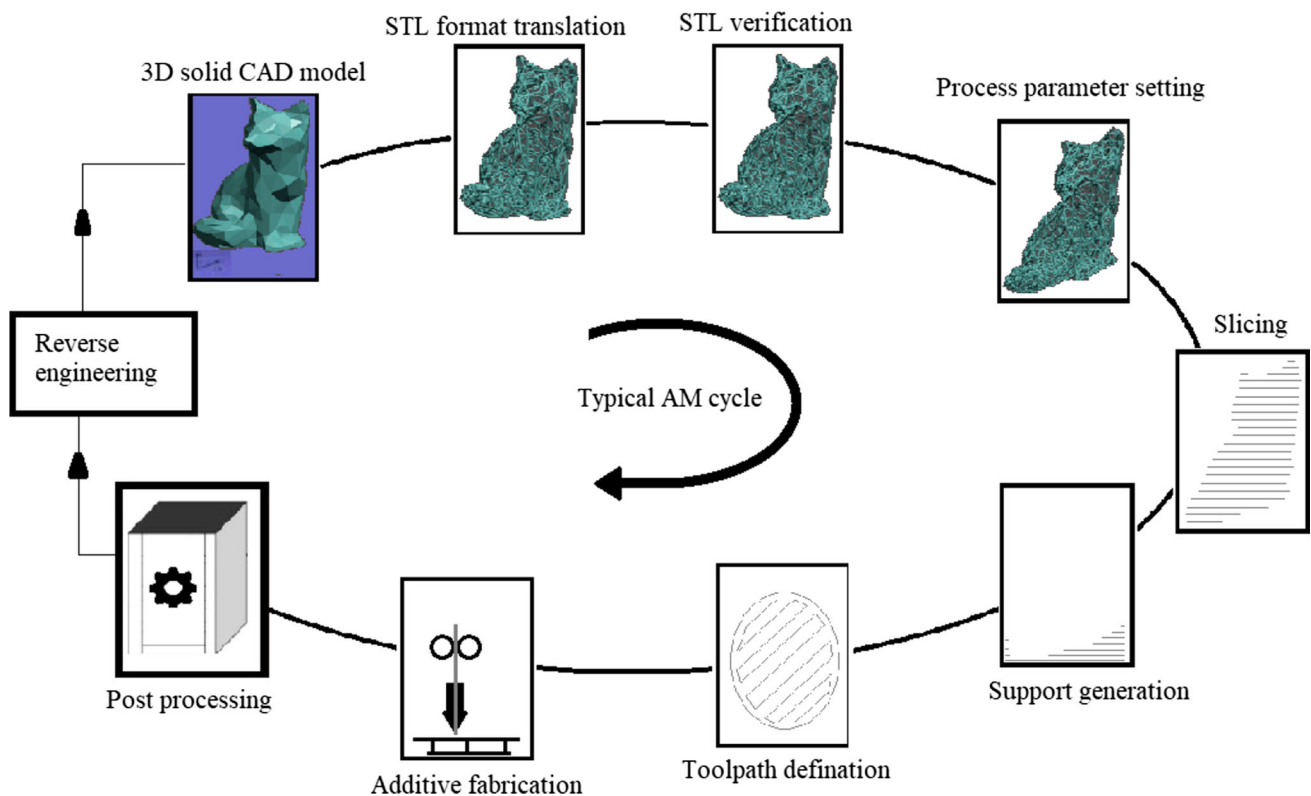 STL format translation
STL verification
3D solid CAD model
Process parameter setting
Slicing
Reverse
engineering
Typical AM cycle
Support generation
Post processing
Toolpath defination
Additive fabrication